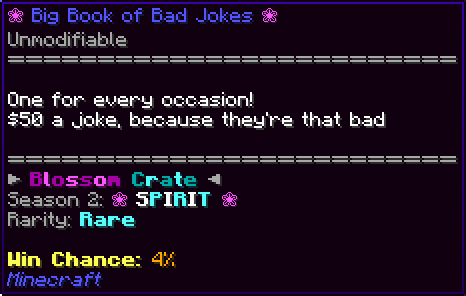 ❀ Big Book of Bad Jokes ❀
Unmodifiable
==============================
One for every occasion!
$50 a joke, because they're that bad
==============================
► Blossom Crate ◄
Season 2: ❀ SPIRIT ❀
Rarity: Rare
Win Chance: 4%
Minecraft